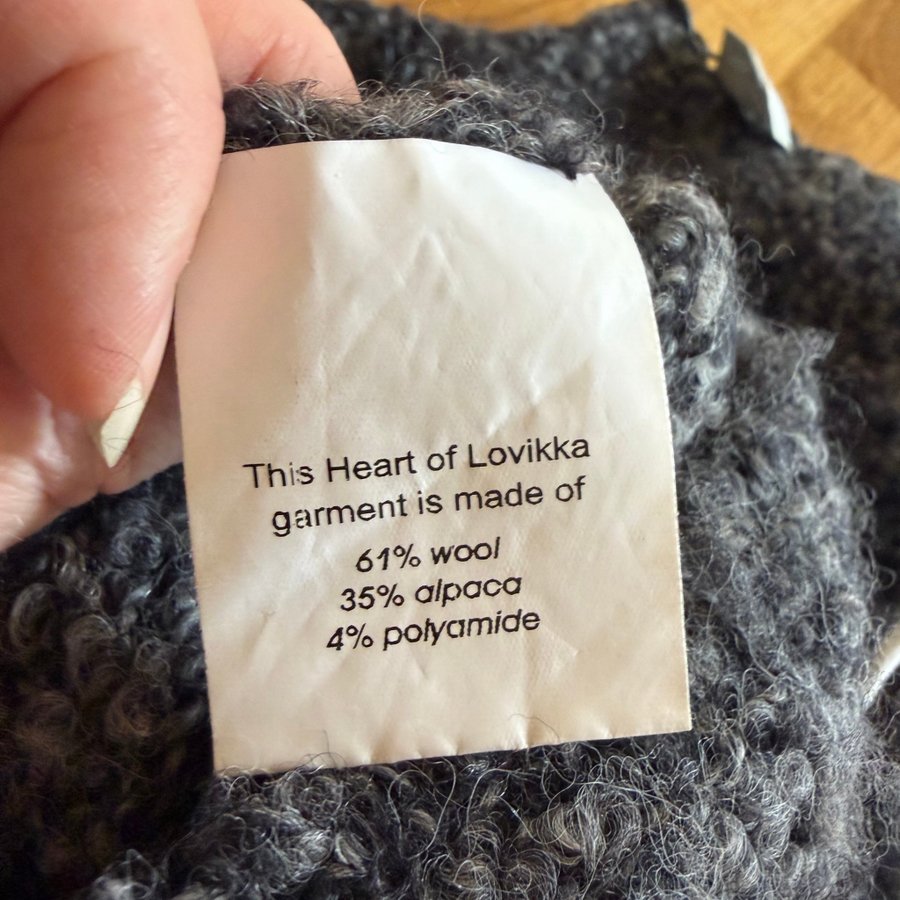 This Heart of Lovikka
garment is made of
61% wool
35% alpaca
4% polyamide